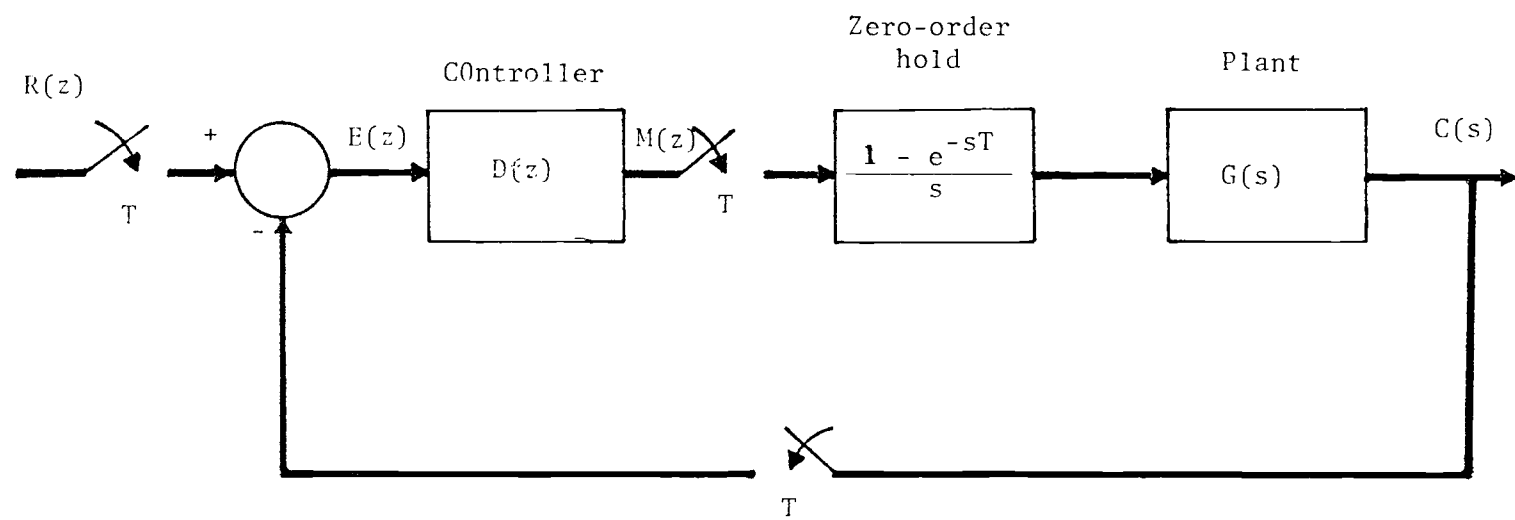 Zero-order
hold
Plant
COntroller
R(z)
C(s)
+
E(z)
M(z)
1 - e^-sT
s
D(z)
G(s)
T
T
-
T